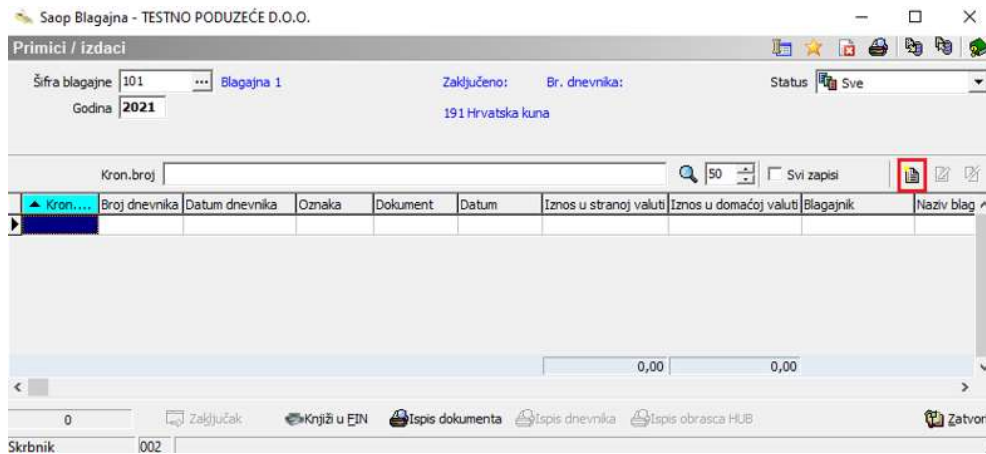 Saop Blagajna - TESTNO PODUZEĆE D.O.O.
Primici / izdaci
Šifra blagajne 101 ... Blagajna 1 Zaključeno: Br. dnevnika: Status Sve
Godina 2021 191 Hrvatska kuna
Kron.broj 50 Svi zapisi
Kron.... Broj dnevnika Datum dnevnika Oznaka Dokument Datum Iznos u stranoj valuti Iznos u domaćoj valuti Blagajnik Naziv blag
0,00 0,00
0 Zaključak Knjiži u FIN Ispis dokumenta Ispis dnevnika Ispis obrasca HUB Zatvori
Skrbnik 002